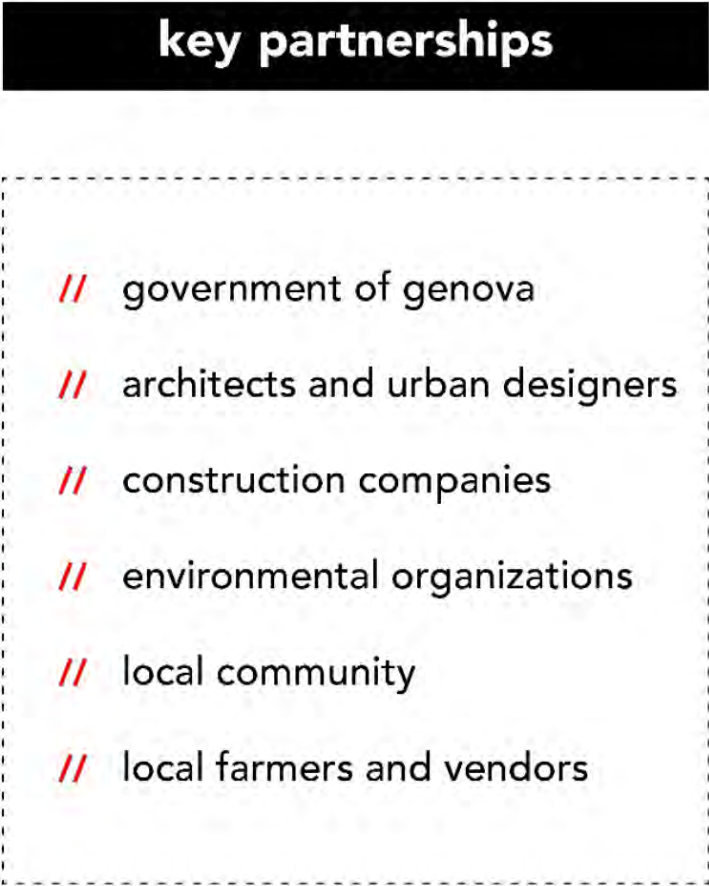 key partnerships
// government of genova
// architects and urban designers
// construction companies
// environmental organizations
// local community
// local farmers and vendors